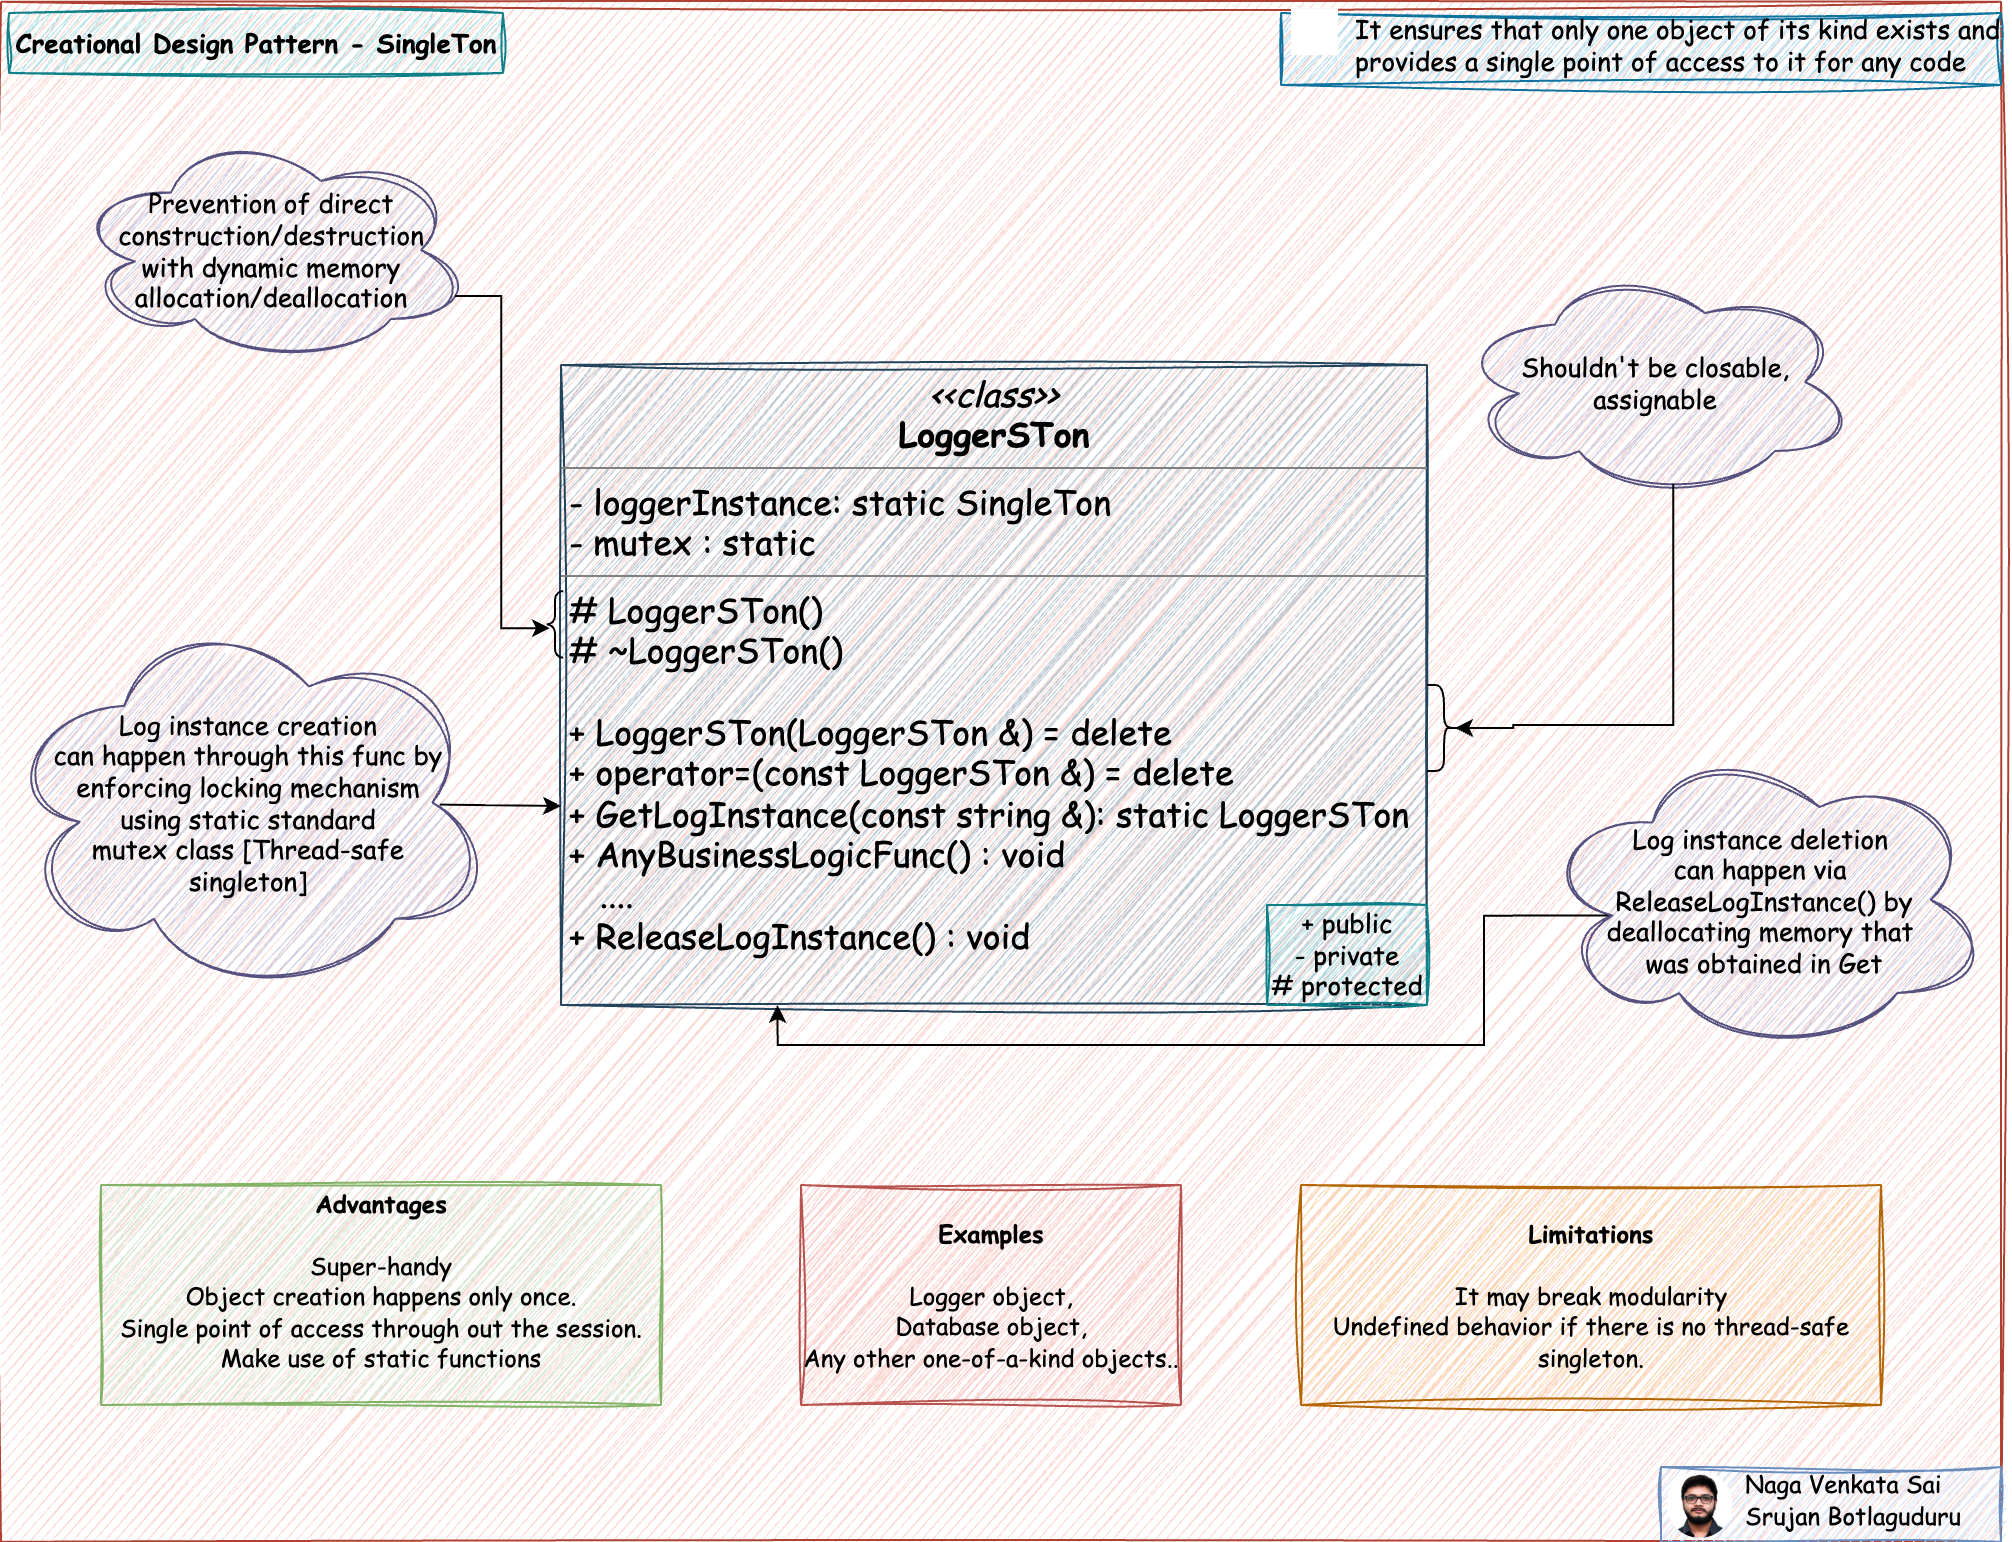 Creational Design Pattern - SingleTon
It ensures that only one object of its kind exists and
provides a single point of access to it for any code
Prevention of direct
construction/destruction
with dynamic memory
allocation/deallocation
Shouldn't be closable,
assignable
<<class>>
LoggerSTon
- loggerInstance: static SingleTon
- mutex : static
# LoggerSTon()
# ~LoggerSTon()
+ LoggerSTon(LoggerSTon &) = delete
+ operator=(const LoggerSTon &) = delete
+ GetLogInstance(const string &): static LoggerSTon
+ AnyBusinessLogicFunc() : void
....
+ ReleaseLogInstance() : void
+ public
- private
# protected
Log instance creation
can happen through this func by
enforcing locking mechanism
using static standard
mutex class [Thread-safe
singleton]
Log instance deletion
can happen via
ReleaseLogInstance() by
deallocating memory that
was obtained in Get
Advantages
Super-handy
Object creation happens only once.
Single point of access through out the session.
Make use of static functions
Examples
Logger object,
Database object,
Any other one-of-a-kind objects..
Limitations
It may break modularity
Undefined behavior if there is no thread-safe
singleton.
Naga Venkata Sai
Srujan Botlaguduru